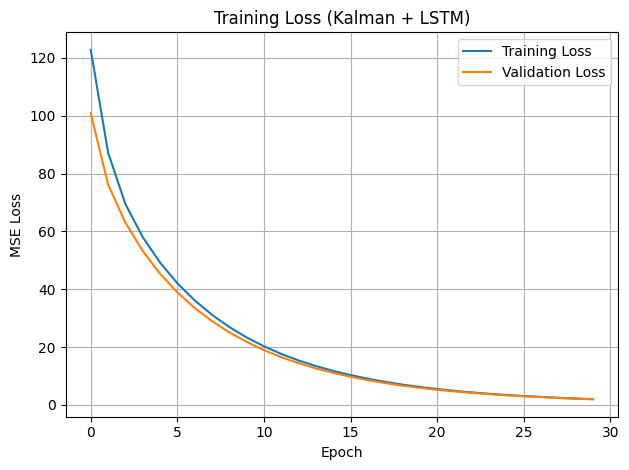 Training Loss (Kalman + LSTM)
Training Loss
Validation Loss
MSE Loss
120
100
80
60
40
20
0
0 5 10 15 20 25 30
Epoch